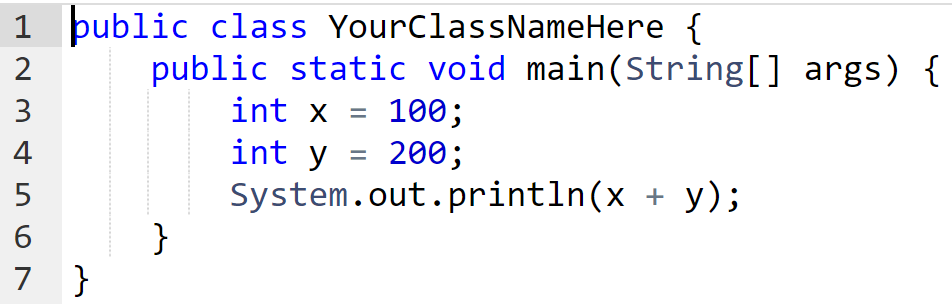 1 public class YourClassNameHere {
2     public static void main(String[] args) {
3         int x = 100;
4         int y = 200;
5         System.out.println(x + y);
6     }
7 }